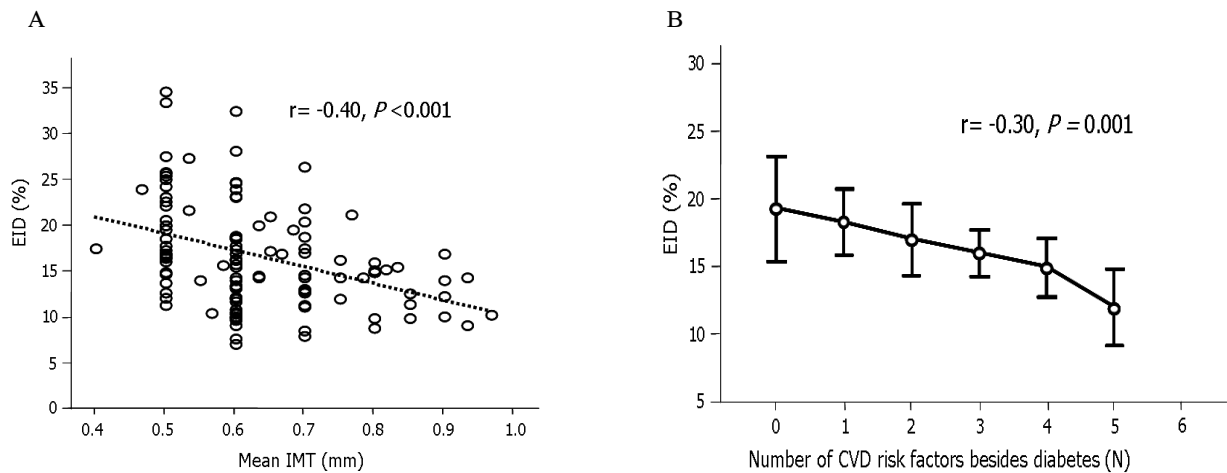 A
35
30
25
20
15
10
5
0
EID (%)
r= -0.40, P<0.001
0.4 0.5 0.6 0.7 0.8 0.9 1.0
Mean IMT (mm)
B
30
25
20
15
10
5
EID (%)
r= -0.30, P = 0.001
0 1 2 3 4 5 6
Number of CVD risk factors besides diabetes (N)